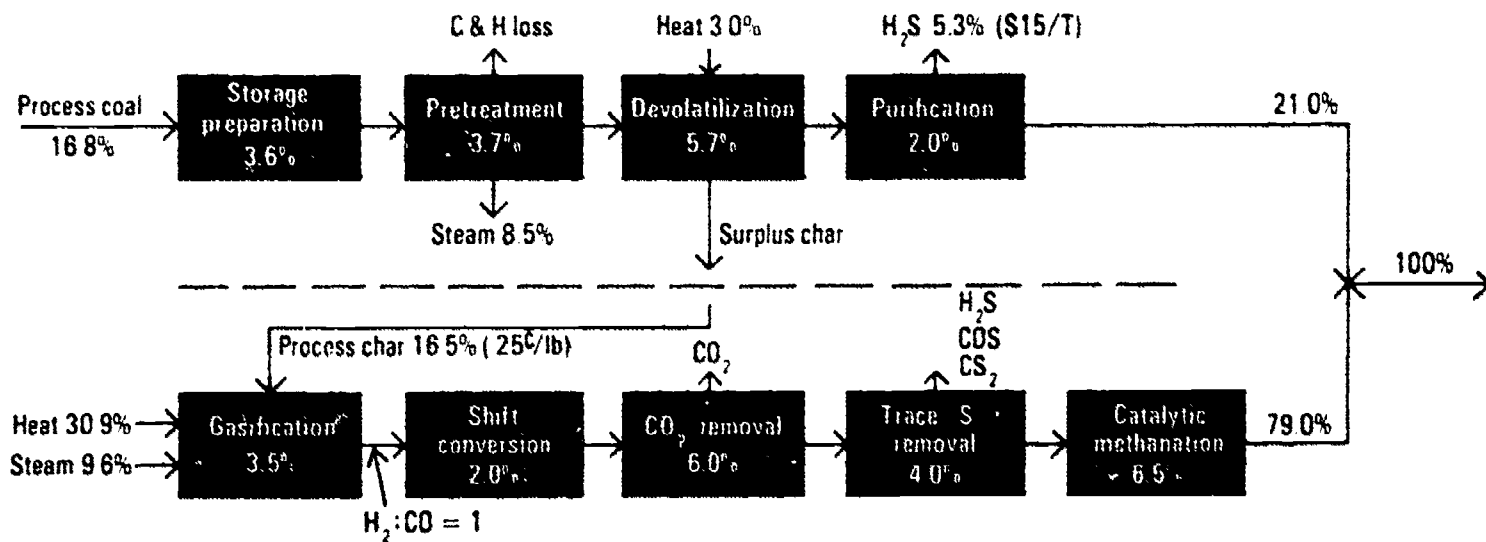 C & H loss
Heat 3.0%
H₂S 5.3% ($15/T)
Process coal
16.8%
Storage
preparation
3.6%
Pretreatment
3.7%
Devolatilization
5.7%
Purification
2.0%
21.0%
Steam 8.5%
Surplus char
100%
H₂S
COS
CS₂
Process char 16.5% (.25¢/lb)
CO₂
Heat 30.9%
Steam 9.6%
Gasification
3.5%
Shift
conversion
2.0%
CO₂ removal
6.0%
Trace S
removal
4.0%
Catalytic
methanation
6.5%
79.0%
H₂:CO = 1